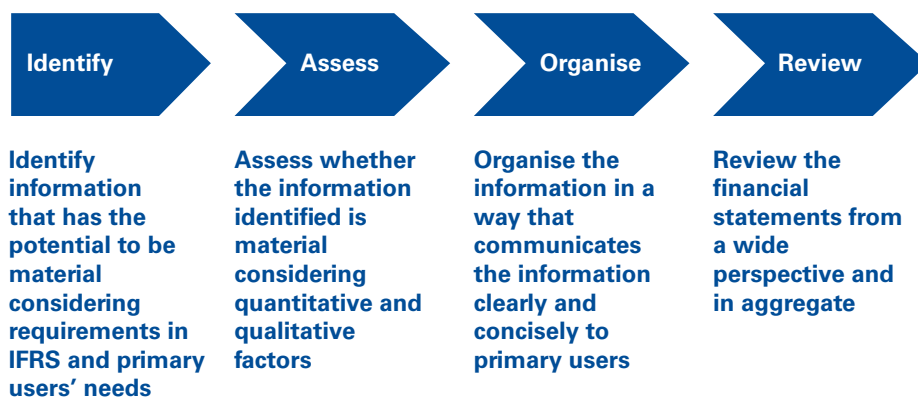 Identify
Assess
Organise
Review
Identify
information
that has the
potential to be
material
considering
requirements in
IFRS and primary
users’ needs
Assess whether
the information
identified is
material
considering
quantitative and
qualitative
factors
Organise the
information in a
way that
communicates
the information
clearly and
concisely to
primary users
Review the
financial
statements from
a wide
perspective and
in aggregate